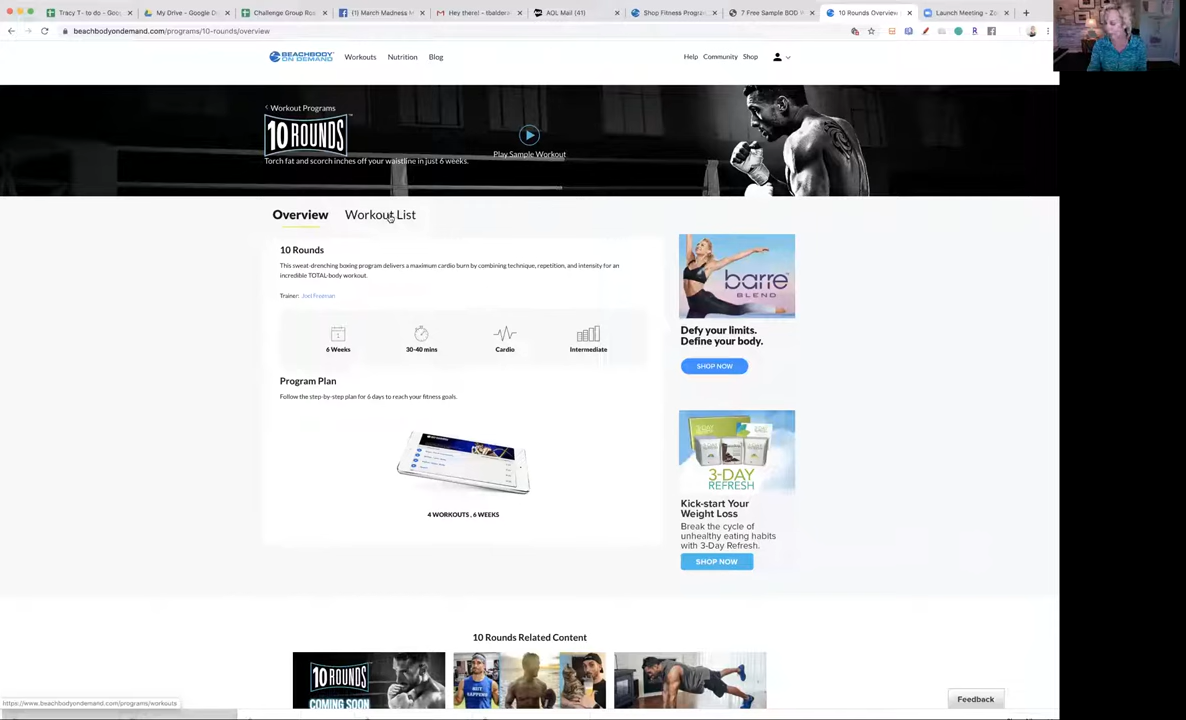 Tracy T- to do - Goog
My Drive - Google D
Challenge Group Ros
(1) March Madness M
Hey there! – tbaldera
AOL Mail (41)
Shop Fitness Program
7 Free Sample BOD
10 Rounds Overview
Launch Meeting - Zo
beachbodyondemand.com/programs/10-rounds/overview
BEACHBODY
ON DEMAND
Workouts
Nutrition
Blog
Help
Community
Shop
< Workout Programs
10 ROUNDS
Torch fat and scorch inches off your waistline in just 6 weeks.
Play Sample Workout
Overview
Workout List
10 Rounds
This sweat-drenching boxing program delivers a maximum cardio burn by combining technique, repetition, and intensity for an
incredible TOTAL-body workout.
Trainer: Joel Freeman
6 Weeks
30-40 mins
Cardio
Intermediate
Program Plan
Follow the step-by-step plan for 6 days to reach your fitness goals.
4 WORKOUTS , 6 WEEKS
barre
BLEND
Defy your limits.
Define your body.
SHOP NOW
3-DAY
REFRESH
Kick-start Your
Weight Loss
Break the cycle of
unhealthy eating habits
with 3-Day Refresh.
SHOP NOW
10 Rounds Related Content
10 ROUNDS
COMING SOON
Feedback
https://www.beachbodyondemand.com/programs/workouts